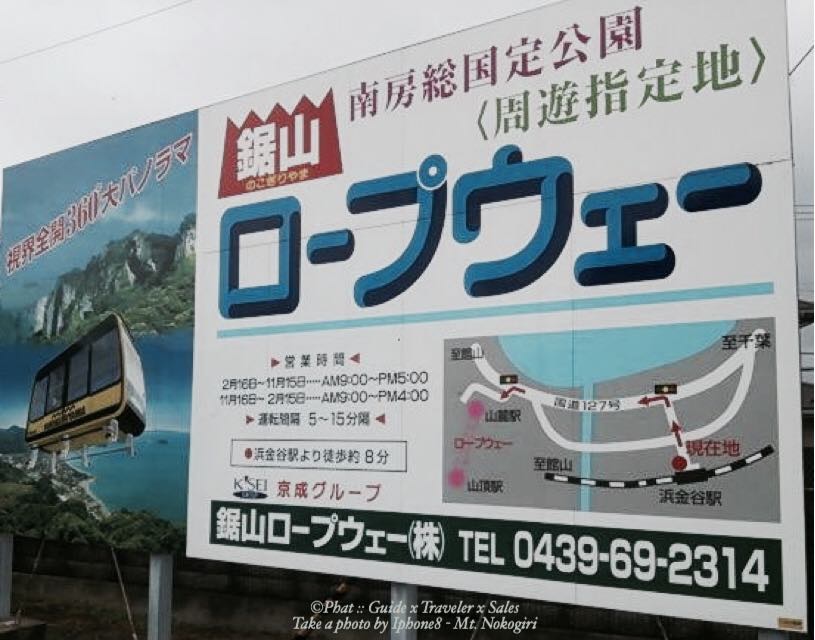 視界全開360°大パノラマ
南房総国定公園
〈周遊指定地〉
鋸山
のこぎりやま
ロープウェー
▶営業時間◀
2月16日〜11月15日····AM9:00〜PM5:00
11月16日〜2月15日····AM9:00〜PM4:00
▶運転間隔 5〜15分隔◀
●浜金谷駅より徒歩約8分
KEISEI GROUP 京成グループ
至館山
至千葉
国道127号
山麓駅
ロープウェー
山頂駅
現在地
至館山
浜金谷駅
鋸山ロープウェー(株) TEL 0439-69-2314
©Phat :: Guide x Traveler x Sales
Take a photo by Iphone8 - Mt. Nokogiri